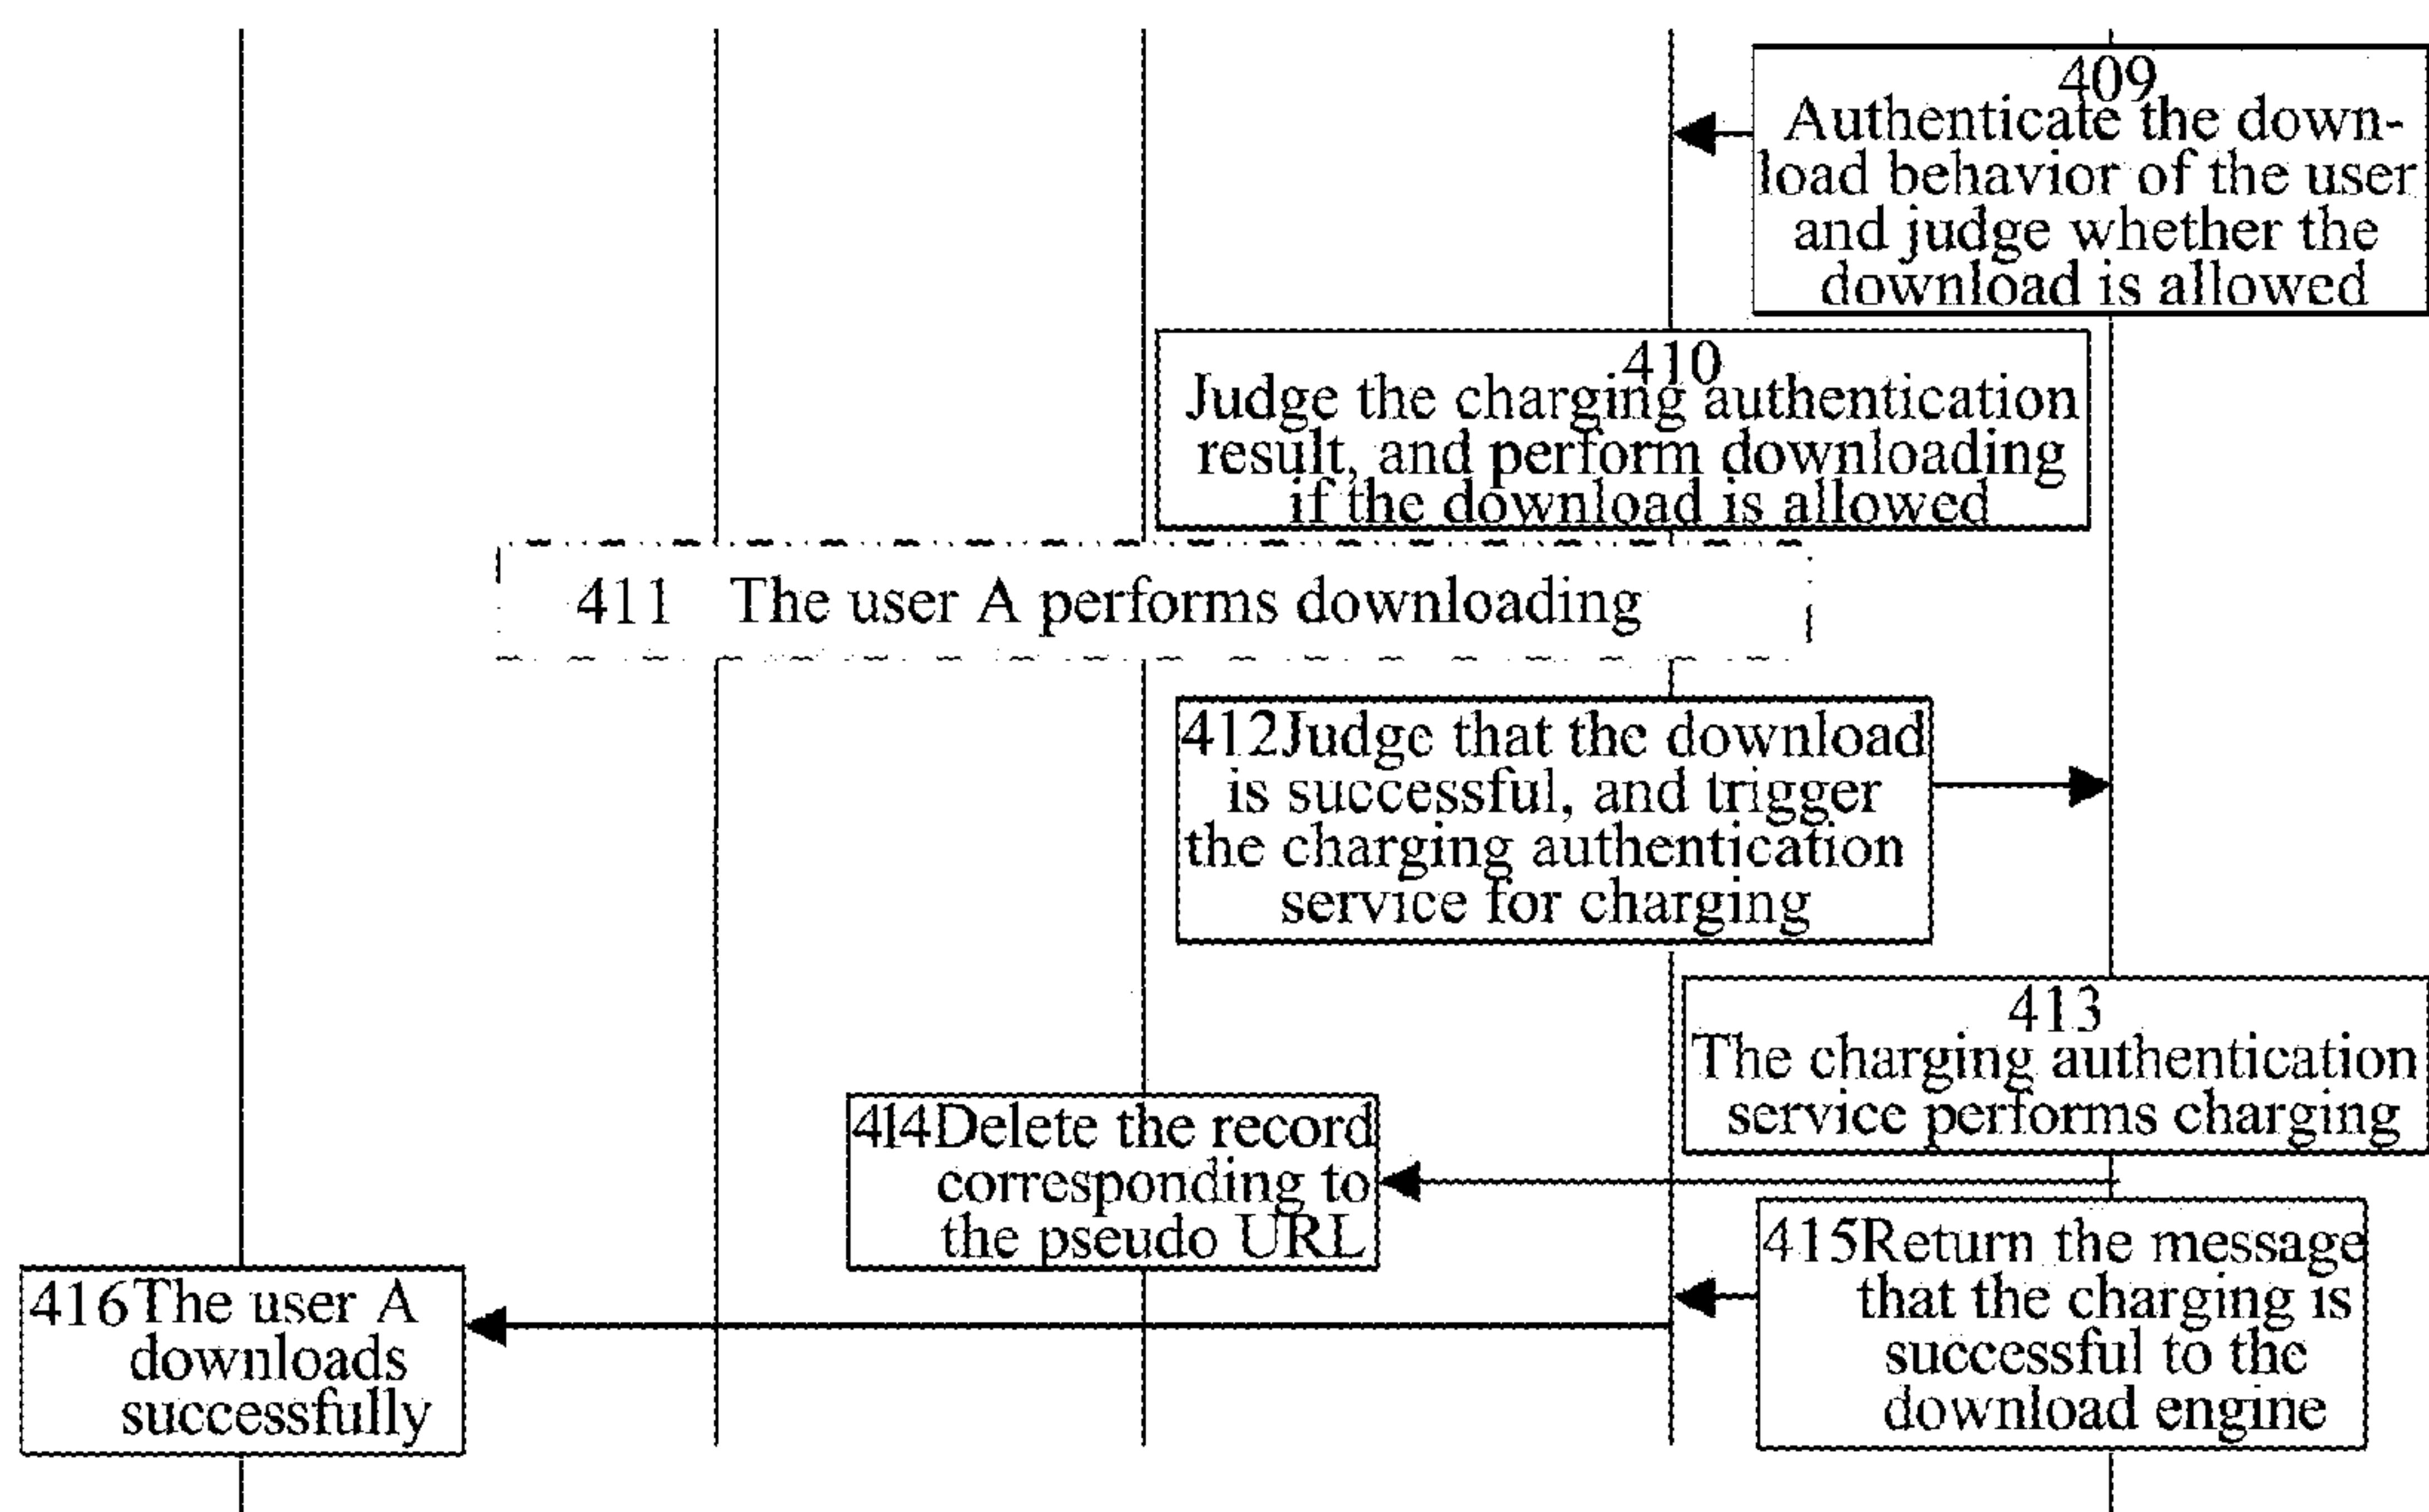 409
Authenticate the down-
load behavior of the user
and judge whether the
download is allowed
410
Judge the charging authentication
result, and perform downloading
if the download is allowed
411 The user A performs downloading
412Judge that the download
is successful, and trigger
the charging authentication
service for charging
413
The charging authentication
service performs charging
414Delete the record
corresponding to
the pseudo URL
415Return the message
that the charging is
successful to the
download engine
416The user A
downloads
successfully